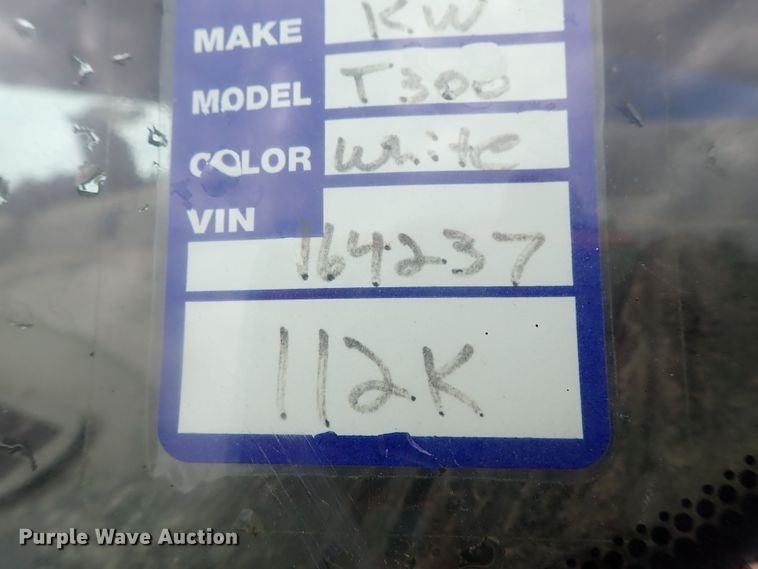 MAKE KW
MODEL T300
COLOR White
VIN
164237
112K
Purple Wave Auction